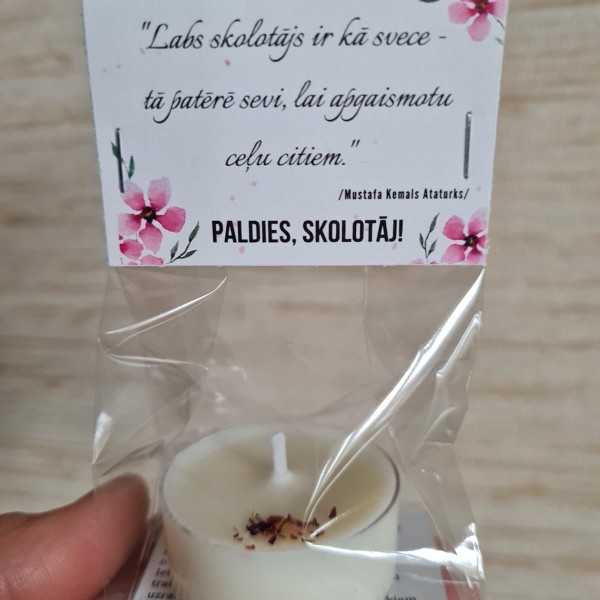 "Labs skolotājs ir kā svece -
tā patērē sevi, lai apgaismotu
ceļu citiem."
/Mustafa Kemals Ataturks/
PALDIES, SKOLOTĀJ!